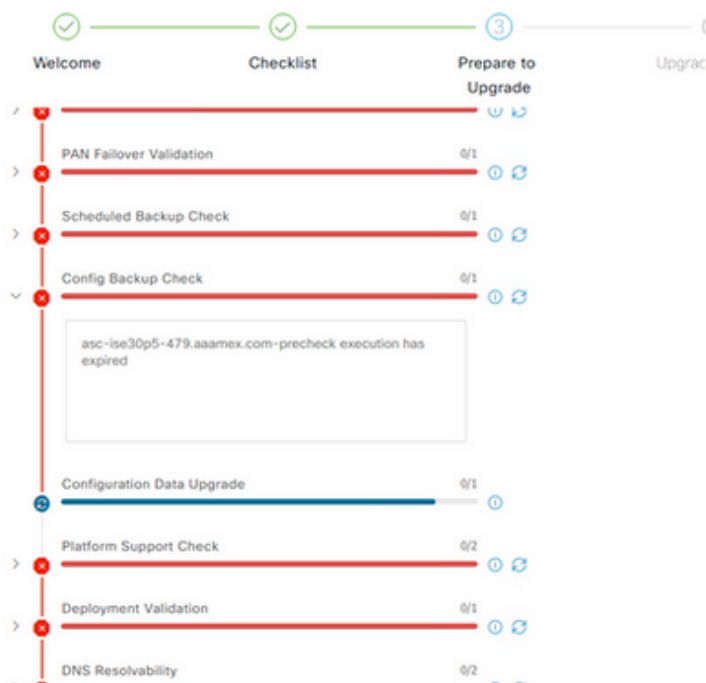 3
Welcome
Checklist
Prepare to
Upgrade
PAN Failover Validation
0/1
Scheduled Backup Check
0/1
Config Backup Check
0/1
asc-ise30p5-479.aaamex.com-precheck execution has
expired
Configuration Data Upgrade
0/1
Platform Support Check
0/2
Deployment Validation
0/1
DNS Resolvability
0/2